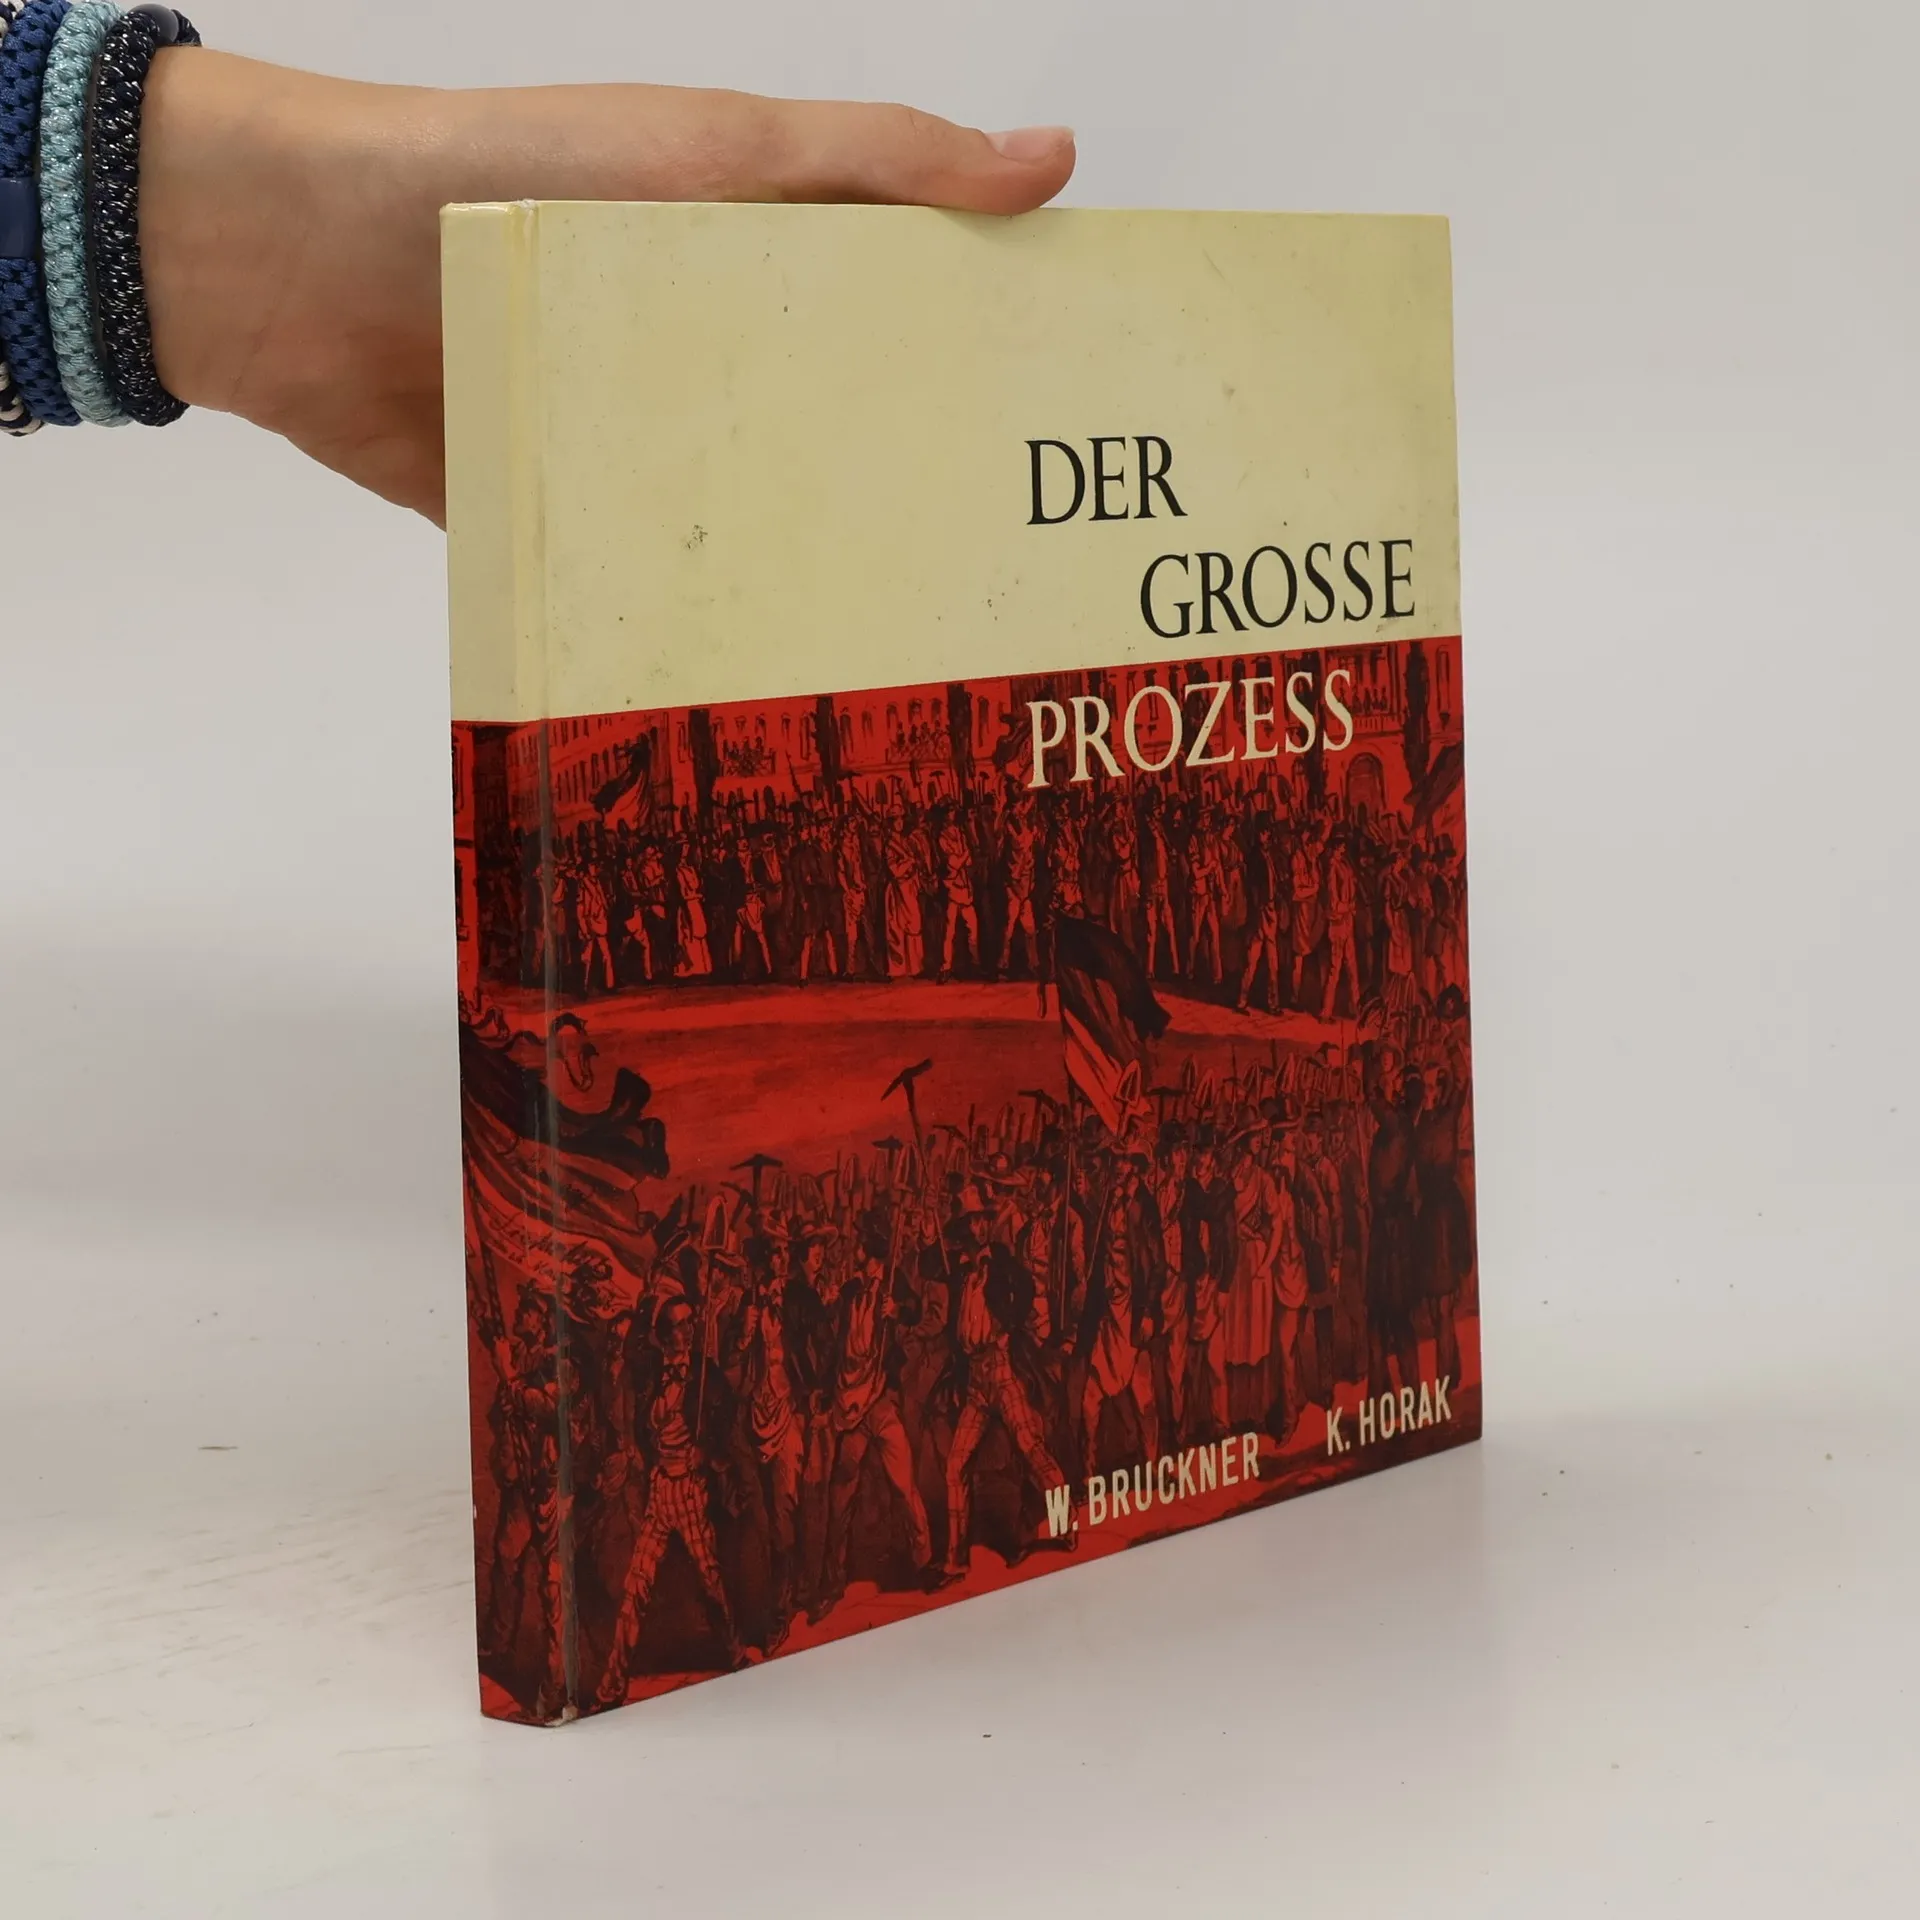 DER
GROSSE
PROZESS
W. BRUCKNER
K. HORAK